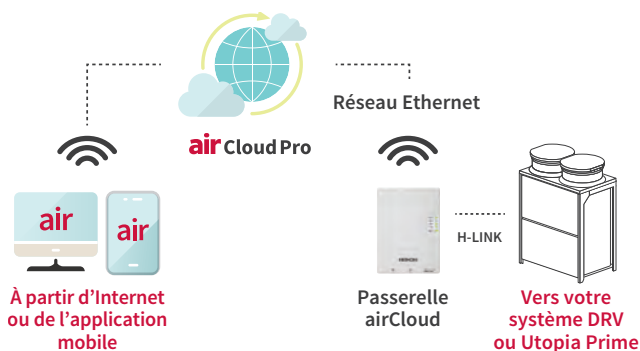 Réseau Ethernet
air Cloud Pro
air
air
H-LINK
À partir d’Internet
ou de l’application
mobile
Passerelle
airCloud
Vers votre
système DRV
ou Utopia Prime